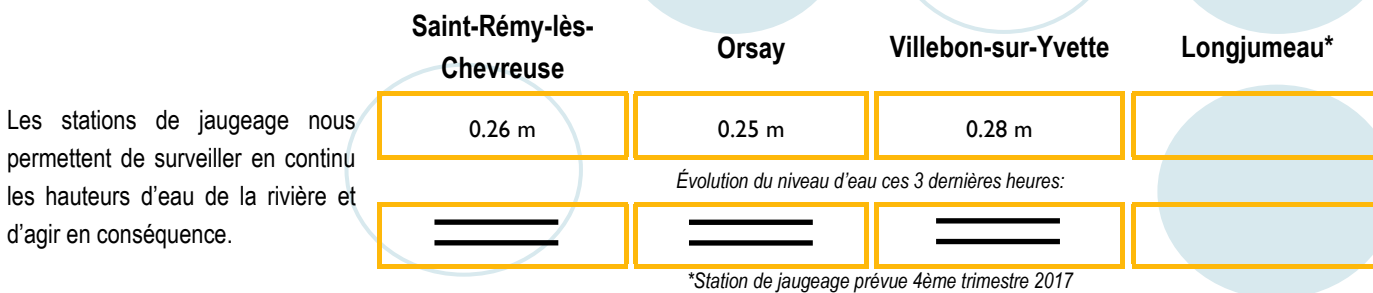 Saint-Rémy-lès-
Chevreuse
Orsay
Villebon-sur-Yvette
Longjumeau*
Les stations de jaugeage nous
permettent de surveiller en continu
les hauteurs d'eau de la rivière et
d'agir en conséquence.
0.26 m
0.25 m
0.28 m
Évolution du niveau d'eau ces 3 dernières heures:
*Station de jaugeage prévue 4ème trimestre 2017